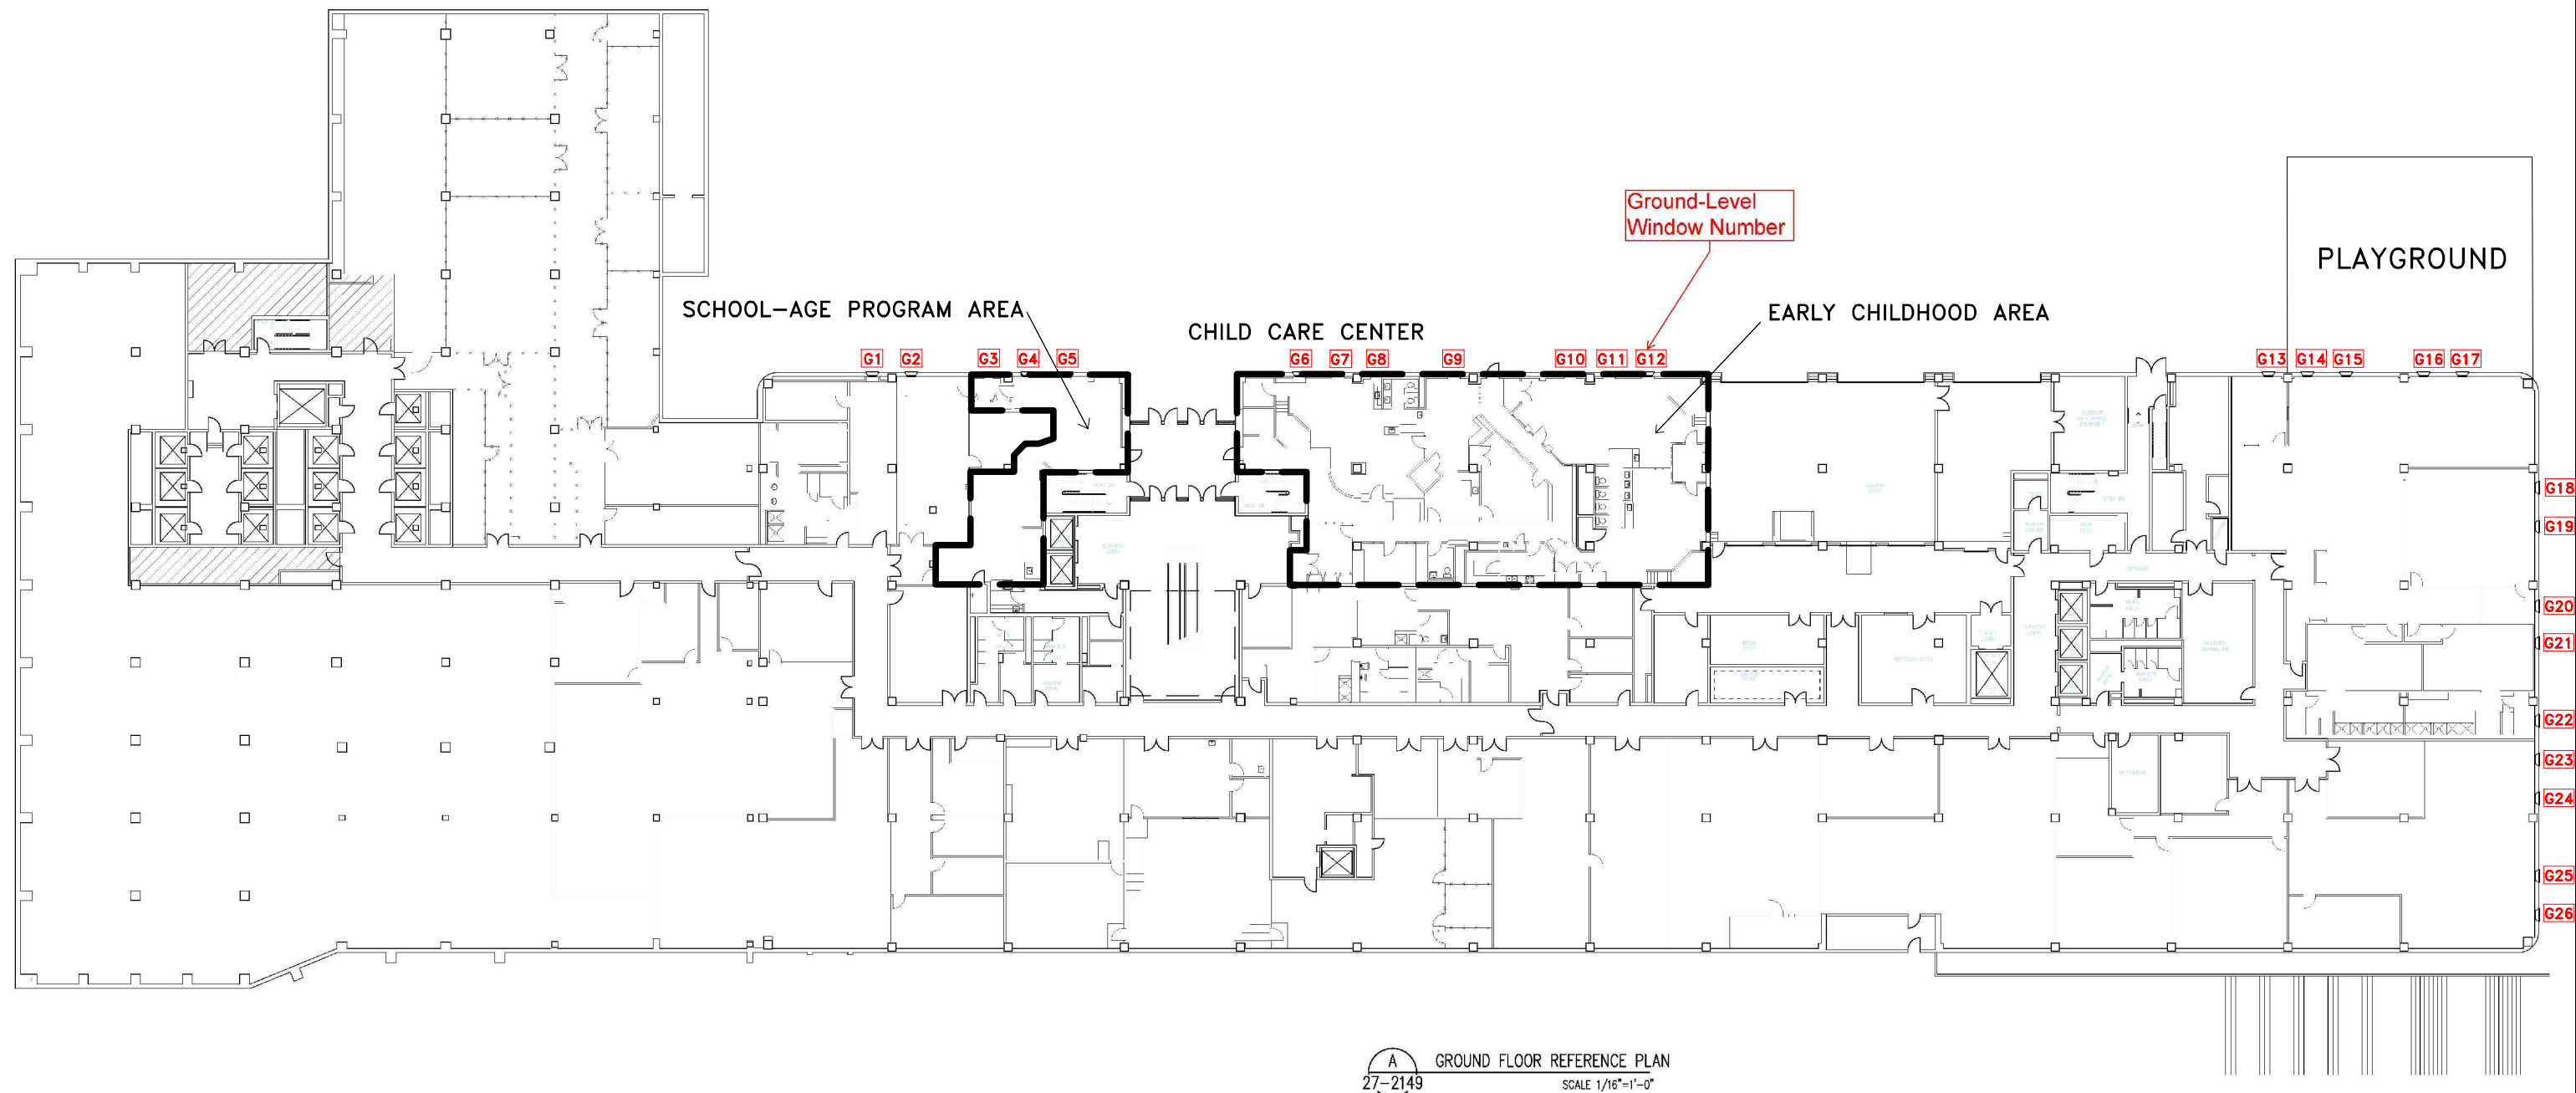 Ground-Level
Window Number
PLAYGROUND
SCHOOL-AGE PROGRAM AREA
CHILD CARE CENTER
EARLY CHILDHOOD AREA
G1 G2 G3 G4 G5 G6 G7 G8 G9 G10 G11 G12 G13 G14 G15 G16 G17
G18
G19
G20
G21
G22
G23
G24
G25
G26
A GROUND FLOOR REFERENCE PLAN
27-2149 SCALE 1/16"=1'-0"